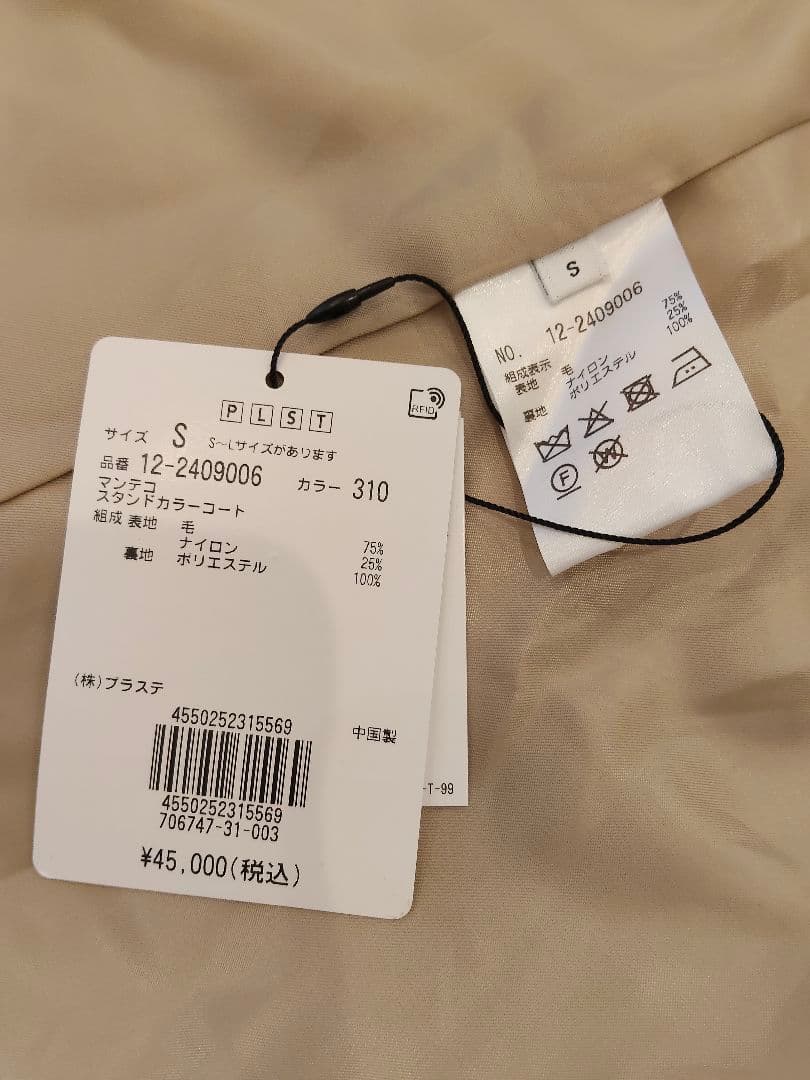 PLST
RFID
サイズ S S～Lサイズがあります
品番 12-2409006 カラー 310
マンテコ
スタンドカラーコート
組成 表地 毛 75%
ナイロン 25%
裏地 ポリエステル 100%
(株)プラステ
4550252315569
中国製
4550252315569
706747-31-003
¥45,000(税込)
-T-99
S
NO. 12-2409006
組成表示
表地 毛 75%
ナイロン 25%
裏地 ポリエステル 100%
F
W